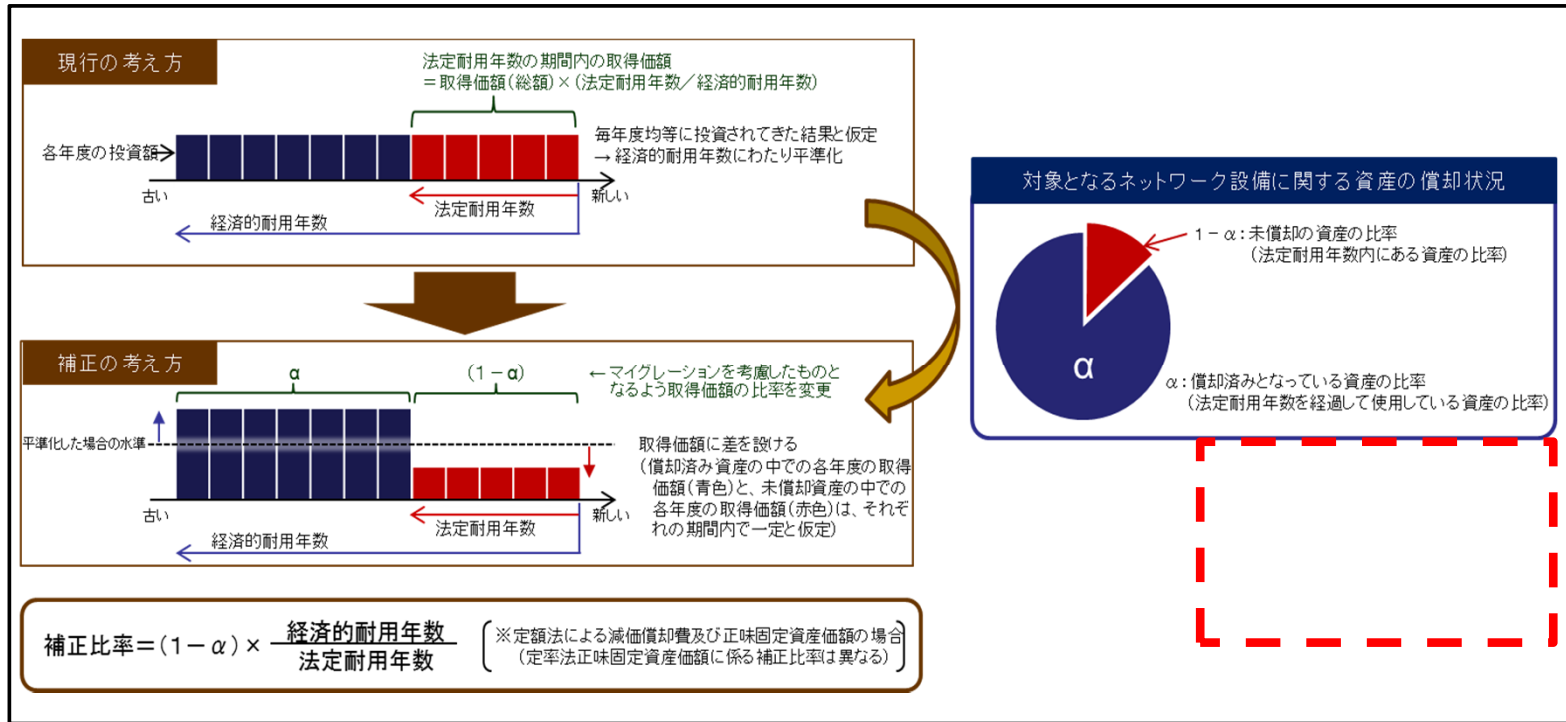 現行の考え方
法定耐用年数の期間内の取得価額
＝取得価額(総額)×(法定耐用年数／経済的耐用年数)
各年度の投資額
毎年度均等に投資されてきた結果と仮定
→ 経済的耐用年数にわたり平準化
古い
新しい
法定耐用年数
経済的耐用年数
補正の考え方
α
(1－α)
←マイグレーションを考慮したものと
なるよう取得価額の比率を変更
平準化した場合の水準
取得価額に差を設ける
(償却済み資産の中での各年度の取得
価額(青色)と、未償却資産の中での
各年度の取得価額(赤色)は、それぞ
れの期間内で一定と仮定)
古い
新しい
法定耐用年数
経済的耐用年数
補正比率＝(1－α)×
経済的耐用年数
法定耐用年数
※定額法による減価償却費及び正味固定資産価額の場合
(定率法正味固定資産価額に係る補正比率は異なる)
対象となるネットワーク設備に関する資産の償却状況
1－α：未償却の資産の比率
(法定耐用年数内にある資産の比率)
α
α：償却済みとなっている資産の比率
(法定耐用年数を経過して使用している資産の比率)